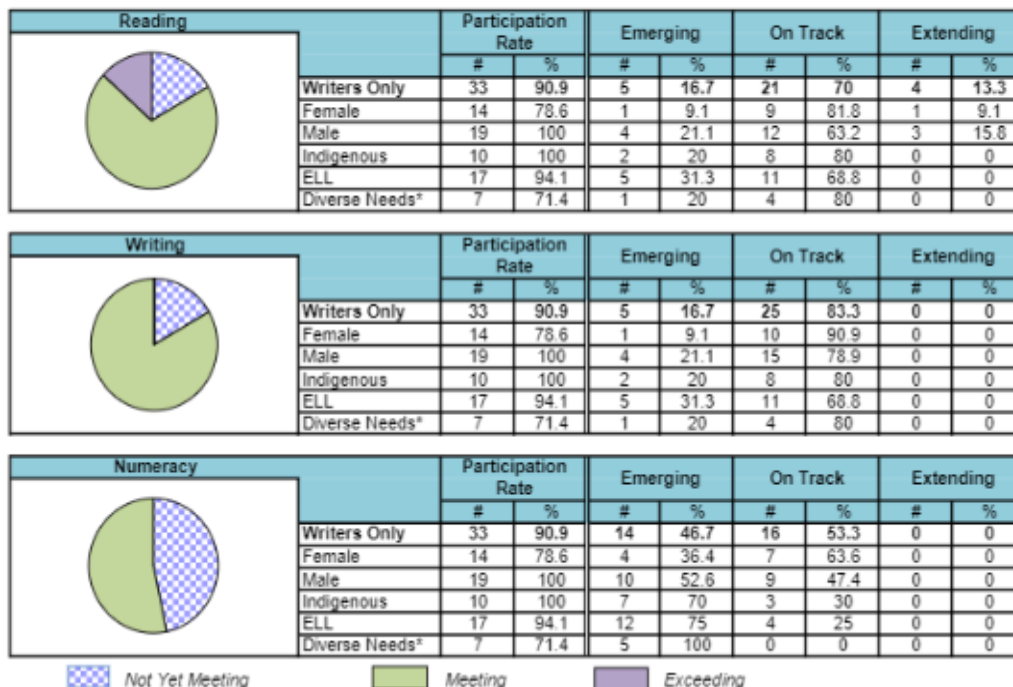 Reading Participation Rate Emerging On Track Extending
# % # % # % # %
Writers Only 33 90.9 5 16.7 21 70 4 13.3
Female 14 78.6 1 9.1 9 81.8 1 9.1
Male 19 100 4 21.1 12 63.2 3 15.8
Indigenous 10 100 2 20 8 80 0 0
ELL 17 94.1 5 31.3 11 68.8 0 0
Diverse Needs* 7 71.4 1 20 4 80 0 0
Writing Participation Rate Emerging On Track Extending
# % # % # % # %
Writers Only 33 90.9 5 16.7 25 83.3 0 0
Female 14 78.6 1 9.1 10 90.9 0 0
Male 19 100 4 21.1 15 78.9 0 0
Indigenous 10 100 2 20 8 80 0 0
ELL 17 94.1 5 31.3 11 68.8 0 0
Diverse Needs* 7 71.4 1 20 4 80 0 0
Numeracy Participation Rate Emerging On Track Extending
# % # % # % # %
Writers Only 33 90.9 14 46.7 16 53.3 0 0
Female 14 78.6 4 36.4 7 63.6 0 0
Male 19 100 10 52.6 9 47.4 0 0
Indigenous 10 100 7 70 3 30 0 0
ELL 17 94.1 12 75 4 25 0 0
Diverse Needs* 7 71.4 5 100 0 0 0 0
Not Yet Meeting Meeting Exceeding